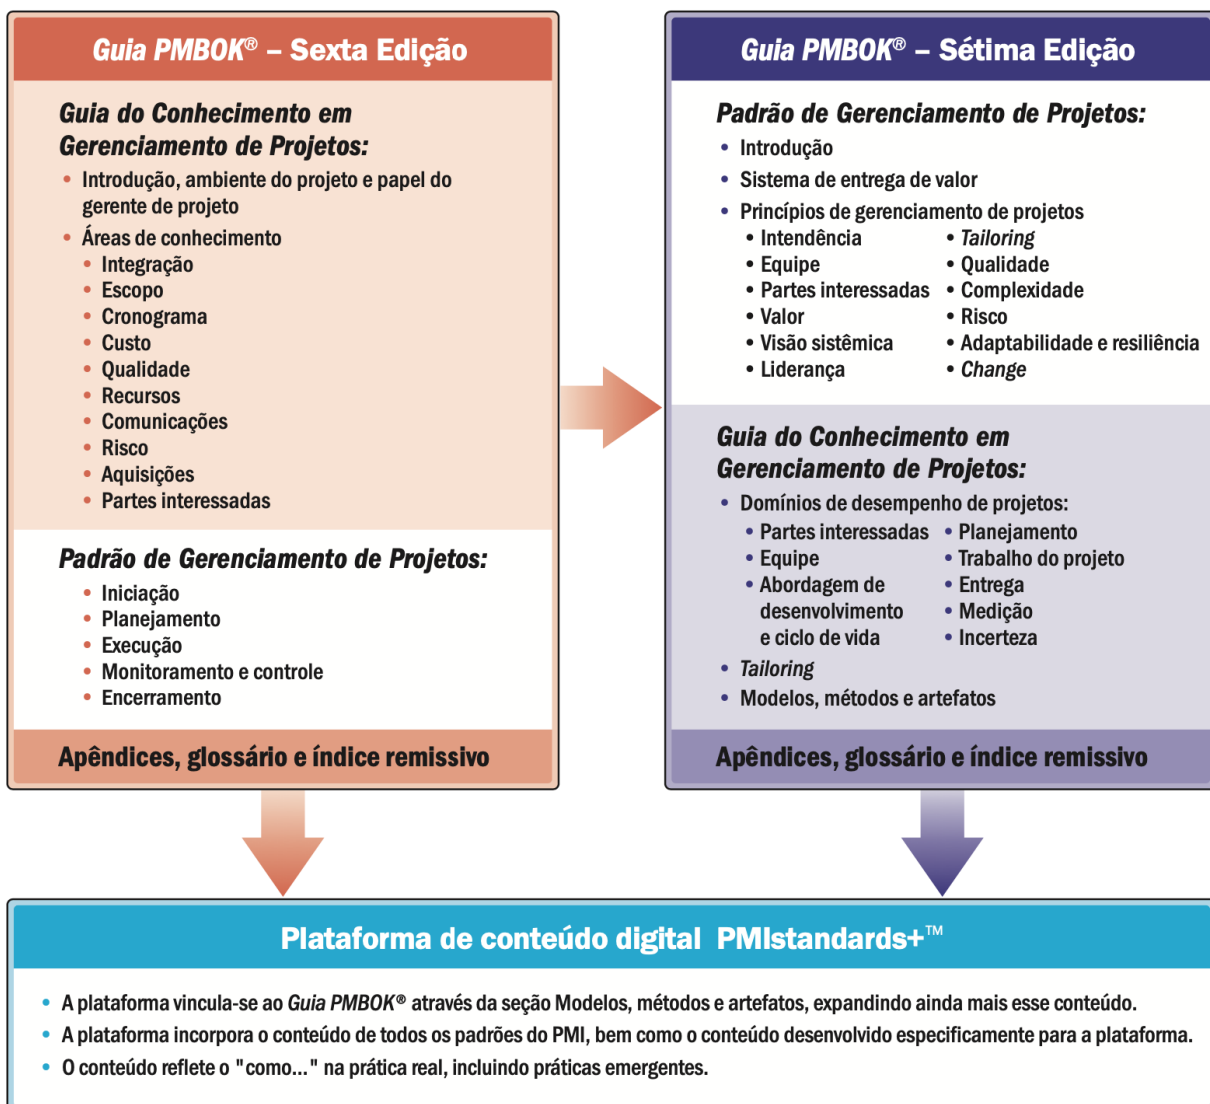 Guia PMBOK® – Sexta Edição
Guia do Conhecimento em
Gerenciamento de Projetos:
• Introdução, ambiente do projeto e papel do
gerente de projeto
• Áreas de conhecimento
• Integração
• Escopo
• Cronograma
• Custo
• Qualidade
• Recursos
• Comunicações
• Risco
• Aquisições
• Partes interessadas
Padrão de Gerenciamento de Projetos:
• Iniciação
• Planejamento
• Execução
• Monitoramento e controle
• Encerramento
Apêndices, glossário e índice remissivo
Guia PMBOK® – Sétima Edição
Padrão de Gerenciamento de Projetos:
• Introdução
• Sistema de entrega de valor
• Princípios de gerenciamento de projetos
• Intendência
• Equipe
• Partes interessadas
• Valor
• Visão sistêmica
• Liderança
• Tailoring
• Qualidade
• Complexidade
• Risco
• Adaptabilidade e resiliência
• Change
Guia do Conhecimento em
Gerenciamento de Projetos:
• Domínios de desempenho de projetos:
• Partes interessadas
• Equipe
• Abordagem de
desenvolvimento
e ciclo de vida
• Planejamento
• Trabalho do projeto
• Entrega
• Medição
• Incerteza
• Tailoring
• Modelos, métodos e artefatos
Apêndices, glossário e índice remissivo
Plataforma de conteúdo digital PMIstandards+™
• A plataforma vincula-se ao Guia PMBOK® através da seção Modelos, métodos e artefatos, expandindo ainda mais esse conteúdo.
• A plataforma incorpora o conteúdo de todos os padrões do PMI, bem como o conteúdo desenvolvido especificamente para a plataforma.
• O conteúdo reflete o "como..." na prática real, incluindo práticas emergentes.